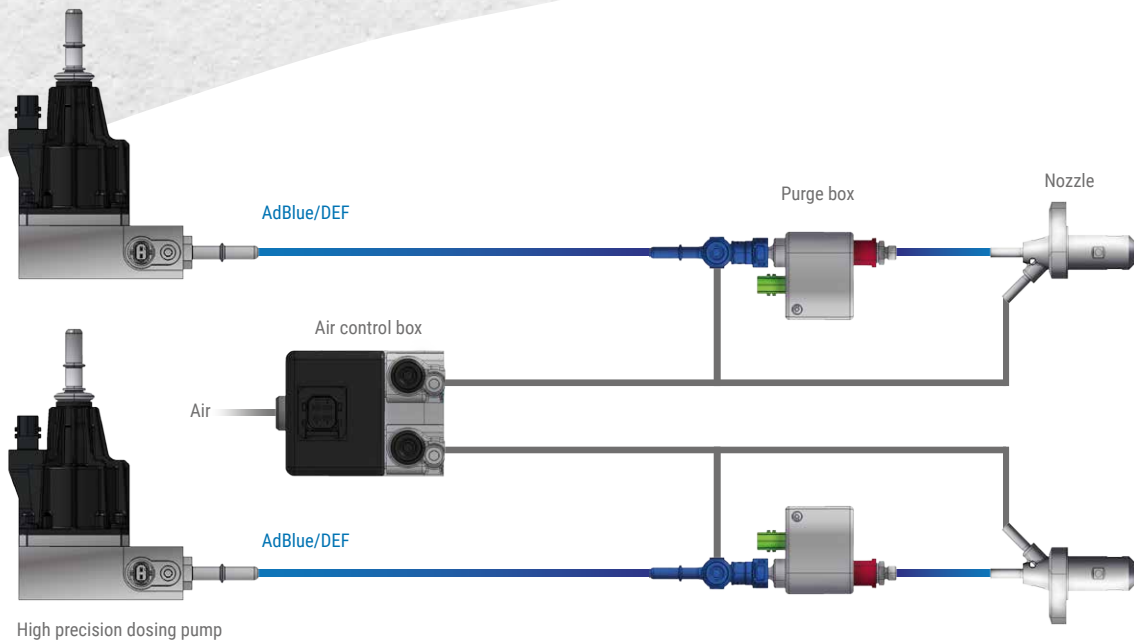 AdBlue/DEF
Purge box
Nozzle
Air control box
Air
AdBlue/DEF
High precision dosing pump